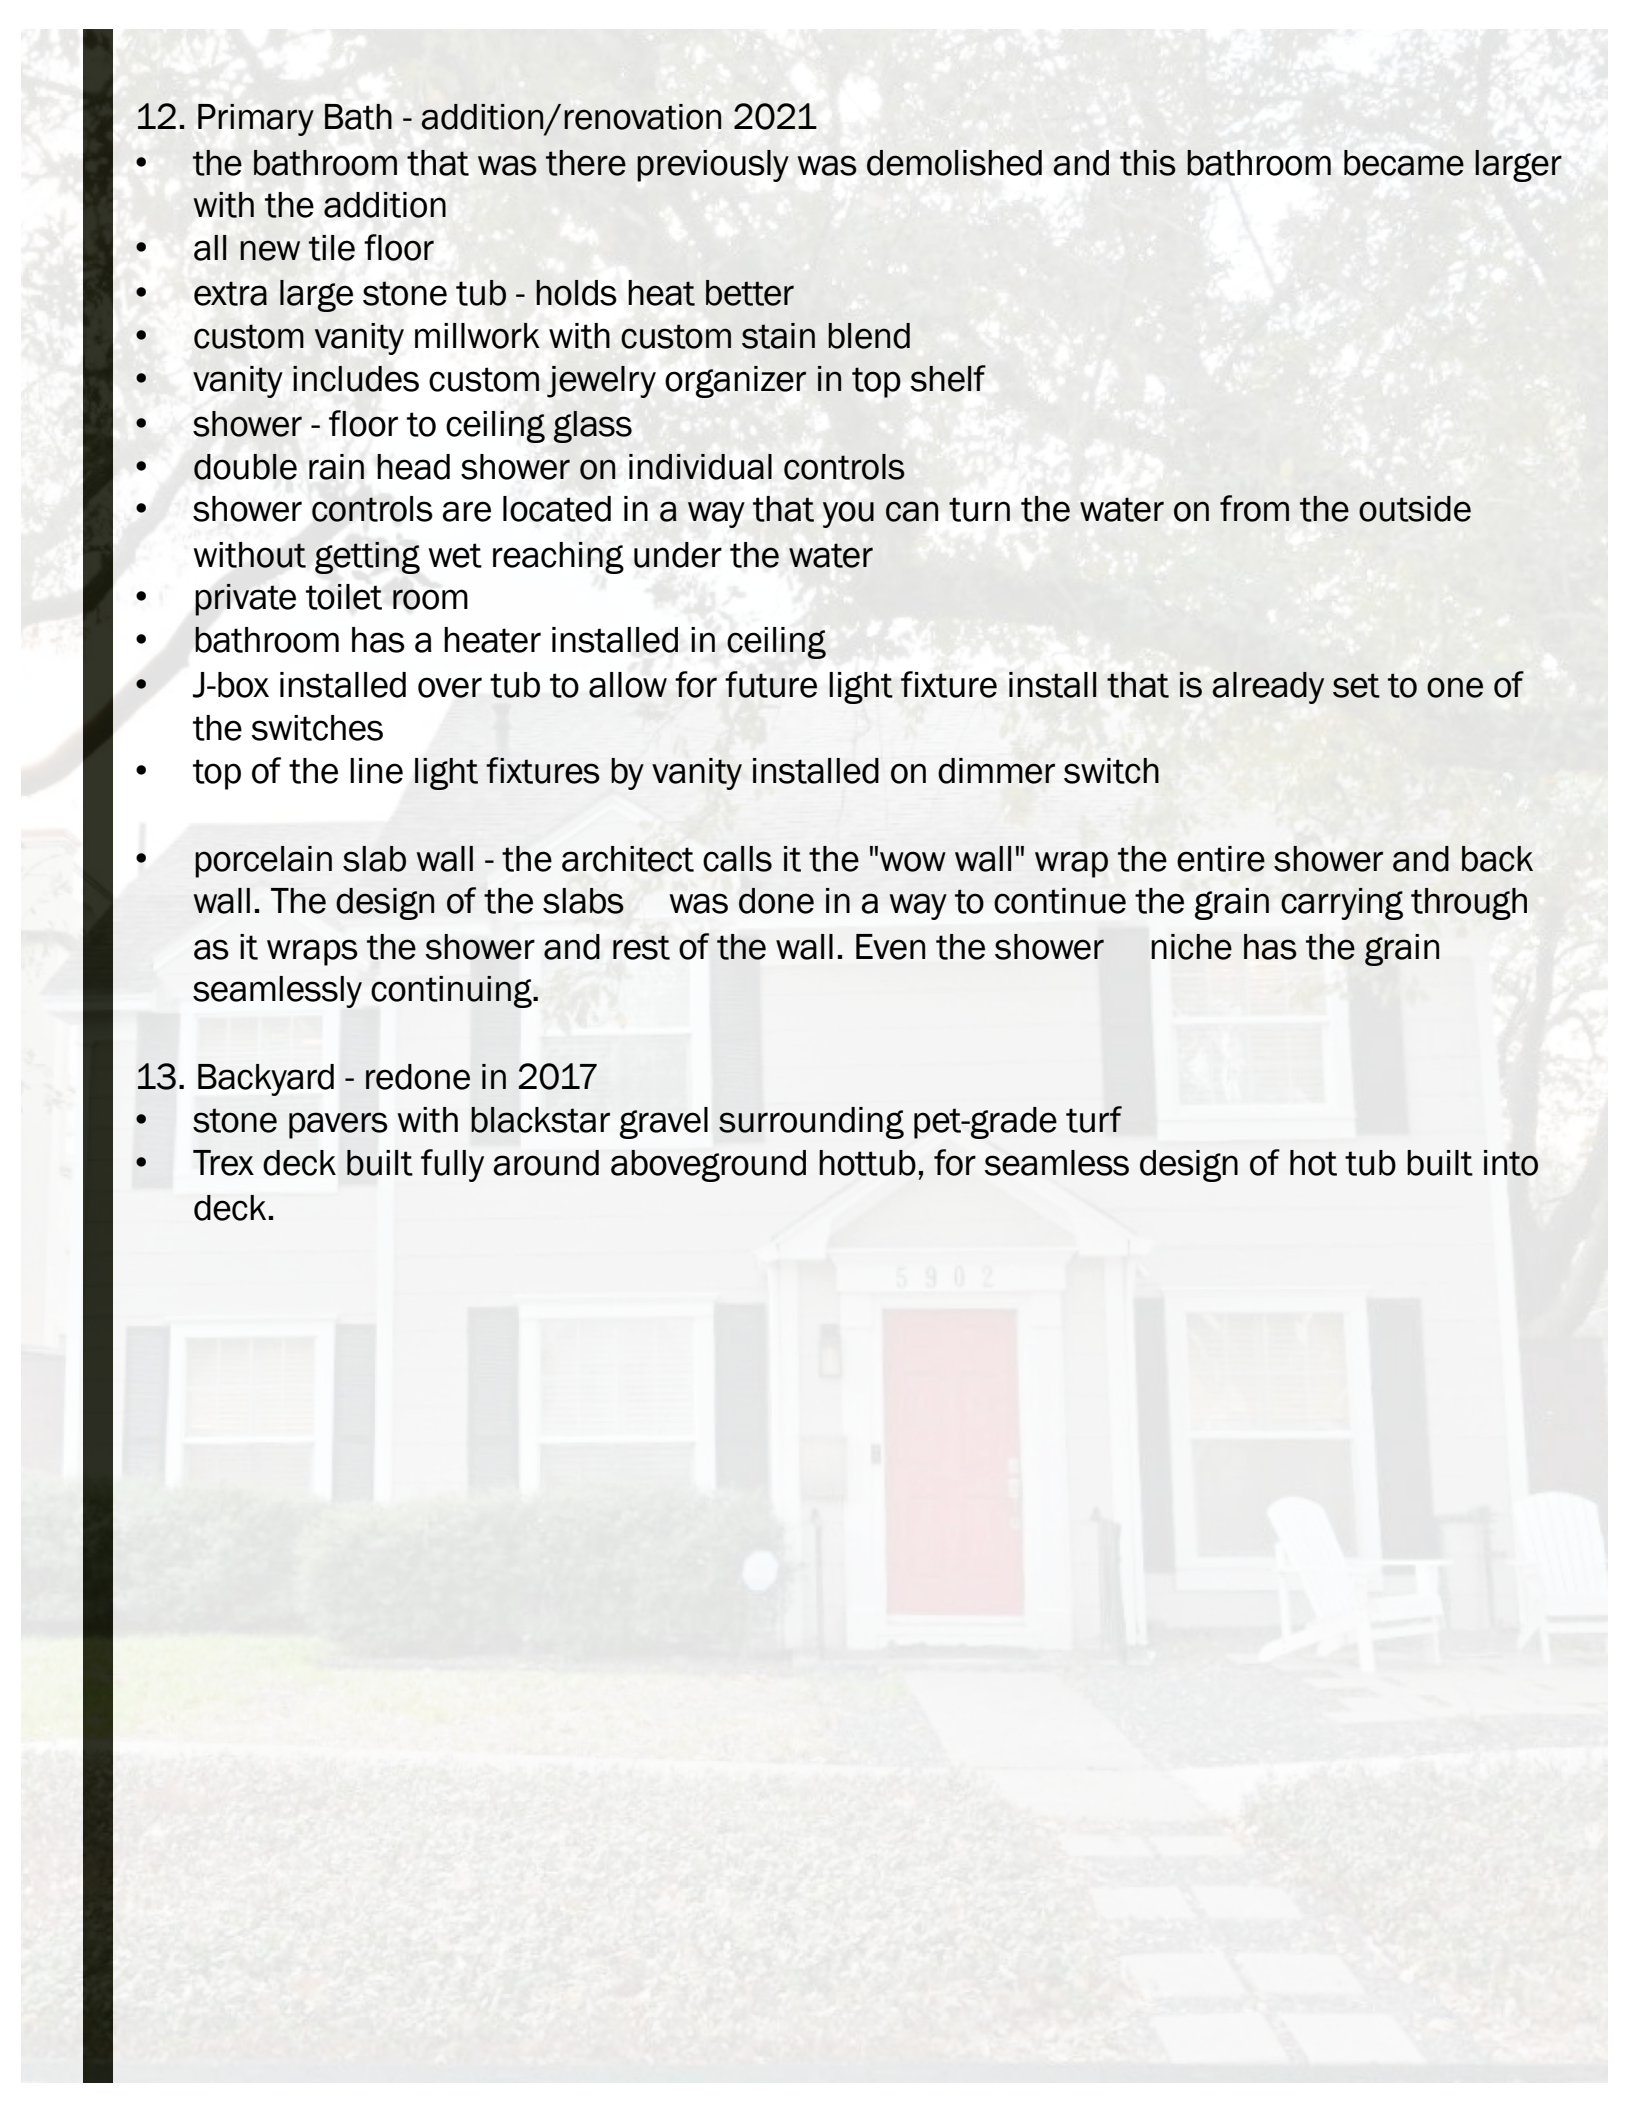 12. Primary Bath - addition/renovation 2021
• the bathroom that was there previously was demolished and this bathroom became larger
with the addition
• all new tile floor
• extra large stone tub - holds heat better
• custom vanity millwork with custom stain blend
• vanity includes custom jewelry organizer in top shelf
• shower - floor to ceiling glass
• double rain head shower on individual controls
• shower controls are located in a way that you can turn the water on from the outside
without getting wet reaching under the water
• private toilet room
• bathroom has a heater installed in ceiling
• J-box installed over tub to allow for future light fixture install that is already set to one of
the switches
• top of the line light fixtures by vanity installed on dimmer switch
• porcelain slab wall - the architect calls it the "wow wall" wrap the entire shower and back
wall. The design of the slabs was done in a way to continue the grain carrying through
as it wraps the shower and rest of the wall. Even the shower niche has the grain
seamlessly continuing.
13. Backyard - redone in 2017
• stone pavers with blackstar gravel surrounding pet-grade turf
• Trex deck built fully around aboveground hottub, for seamless design of hot tub built into
deck.
5902